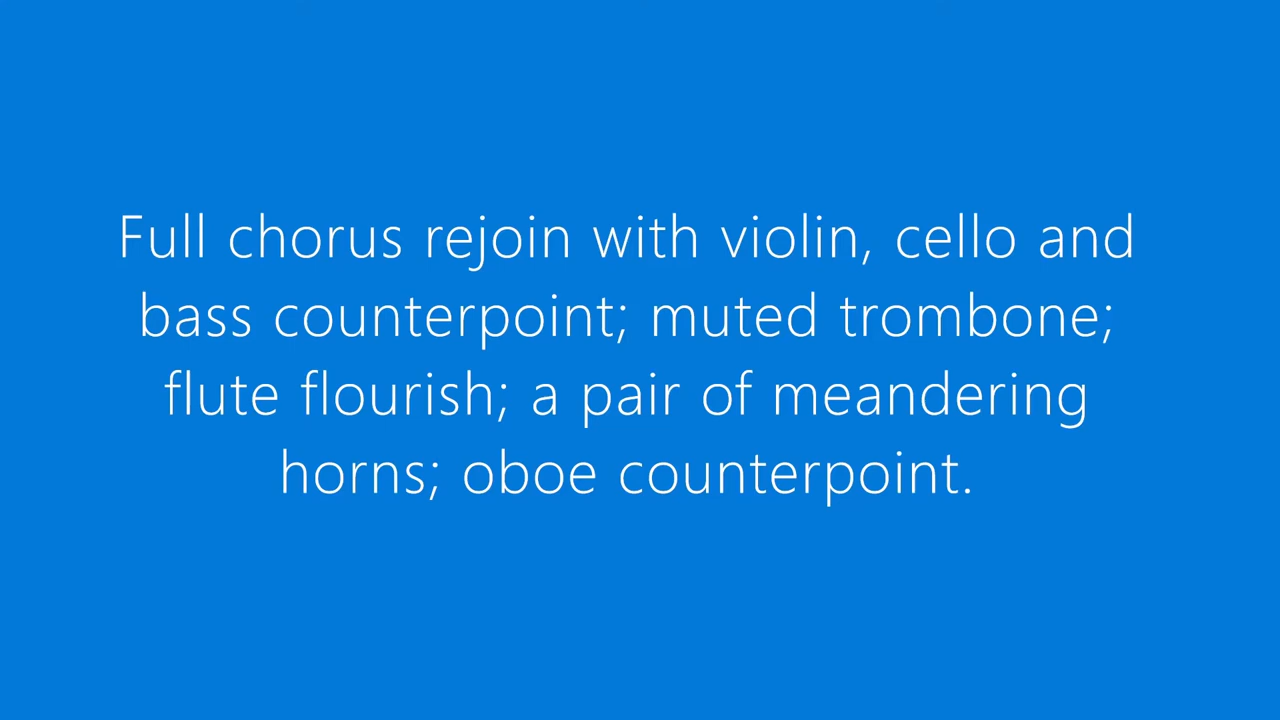 Full chorus rejoin with violin, cello and
bass counterpoint; muted trombone;
flute flourish; a pair of meandering
horns; oboe counterpoint.